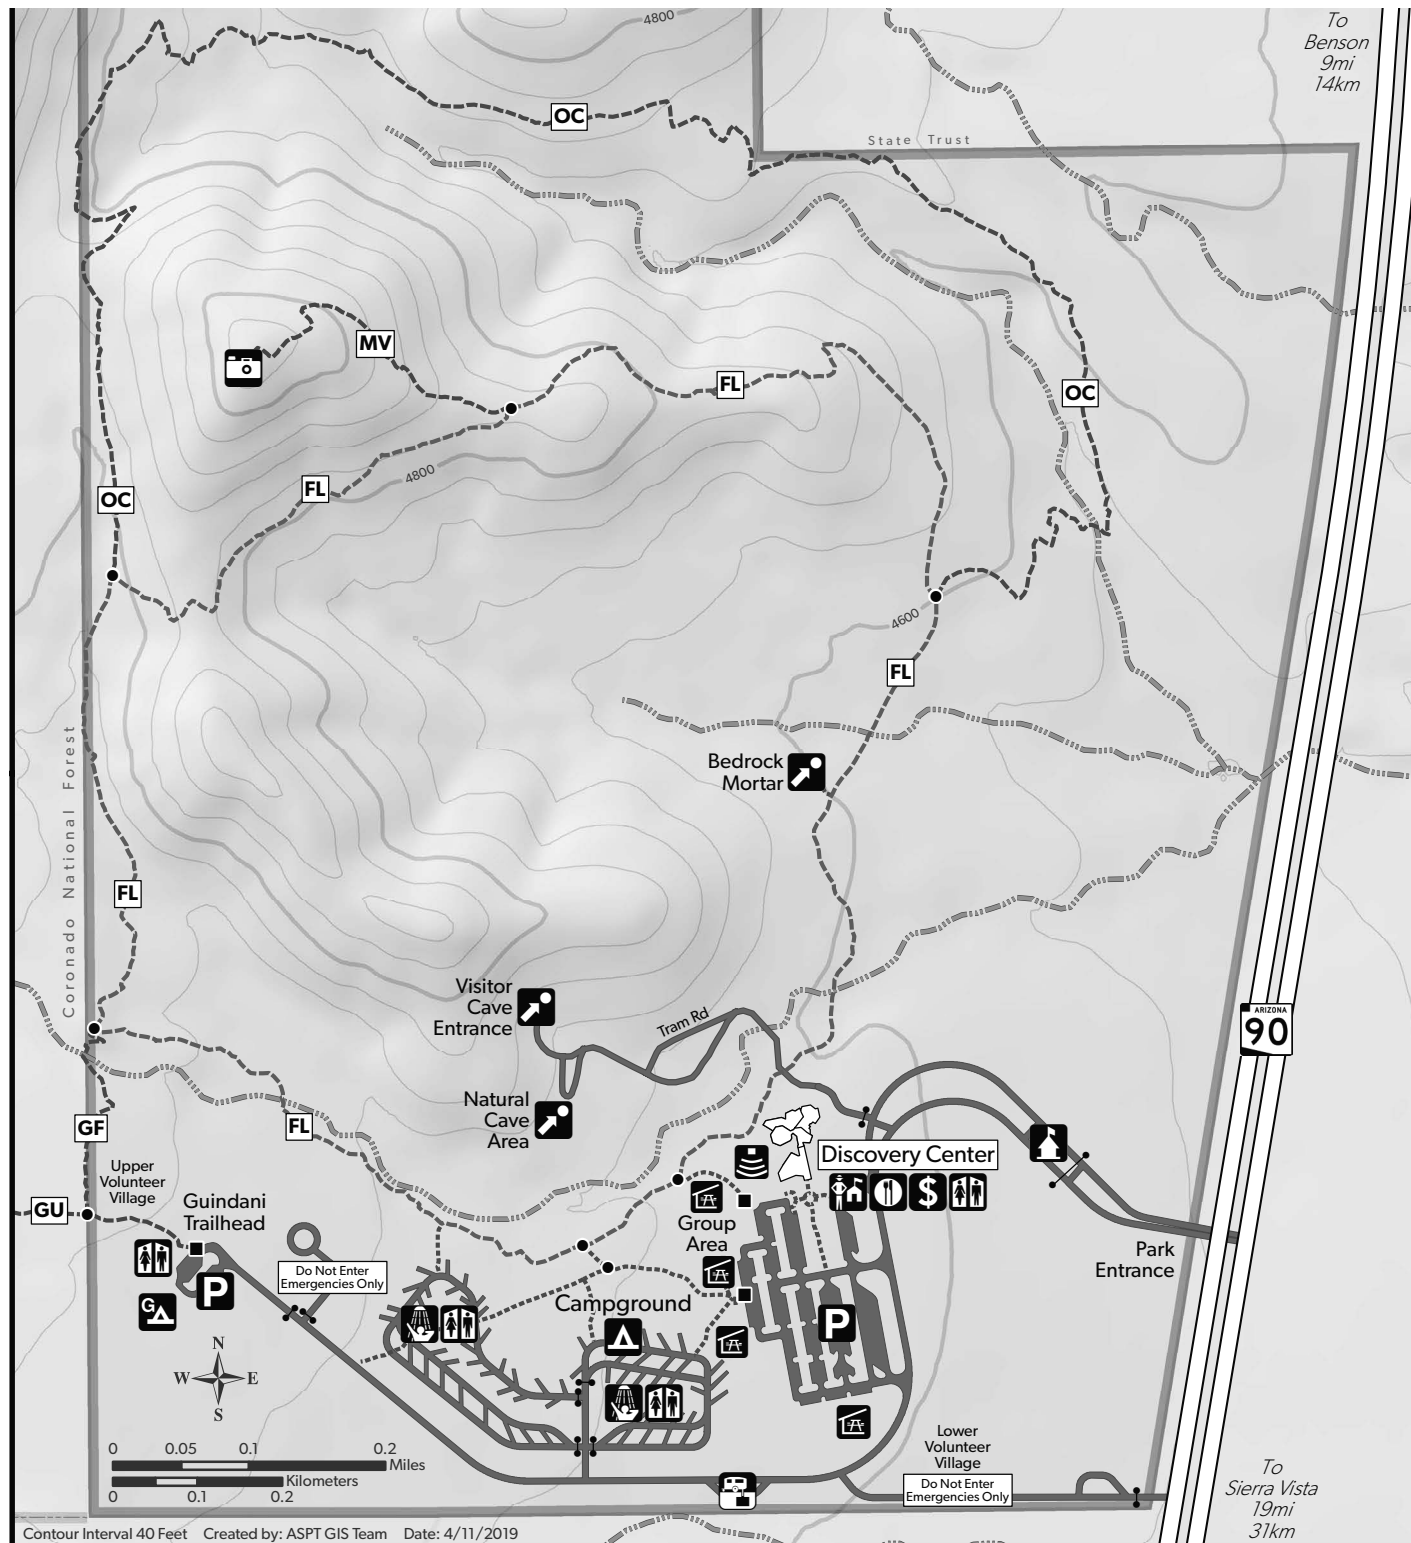 4800
To
Benson
9mi
14km
OC
State Trust
MV
FL
OC
4800
FL
OC
4600
FL
Bedrock
Mortar
Coronado National Forest
FL
Visitor
Cave
Entrance
Tram Rd
ARIZONA
90
Natural
Cave
Area
GF
FL
Discovery Center
Upper
Volunteer
Village
GU
Guindani
Trailhead
$
Group
Area
Park
Entrance
Do Not Enter
Emergencies Only
P
G
Campground
P
N
W E
S
Lower
Volunteer
Village
Do Not Enter
Emergencies Only
To
Sierra Vista
19mi
31km
0 0.05 0.1 0.2
Miles
Kilometers
0 0.1 0.2
Contour Interval 40 Feet Created by: ASPT GIS Team Date: 4/11/2019